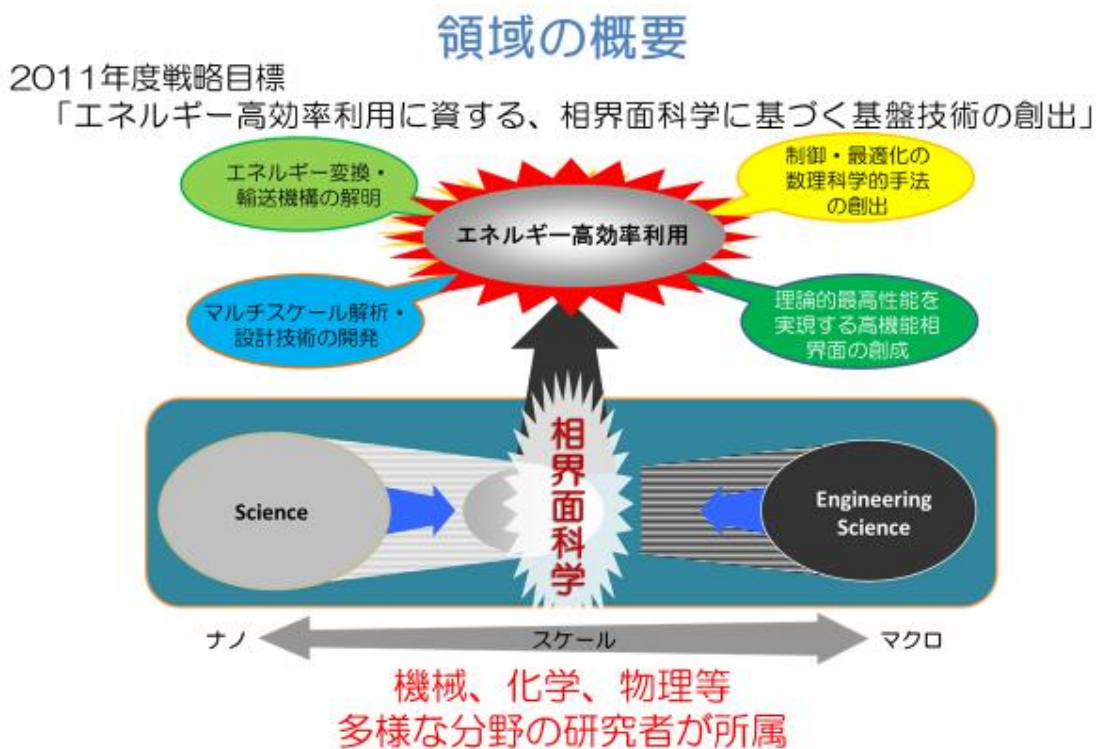 領域の概要
2011年度戦略目標
「エネルギー高効率利用に資する、相界面科学に基づく基盤技術の創出」
エネルギー変換・
輸送機構の解明
制御・最適化の
数理科学的手法
の創出
エネルギー高効率利用
マルチスケール解析・
設計技術の開発
理論的最高性能を
実現する高機能相
界面の創成
相界面科学
Science
Engineering
Science
ナノ
スケール
マクロ
機械、化学、物理等
多様な分野の研究者が所属